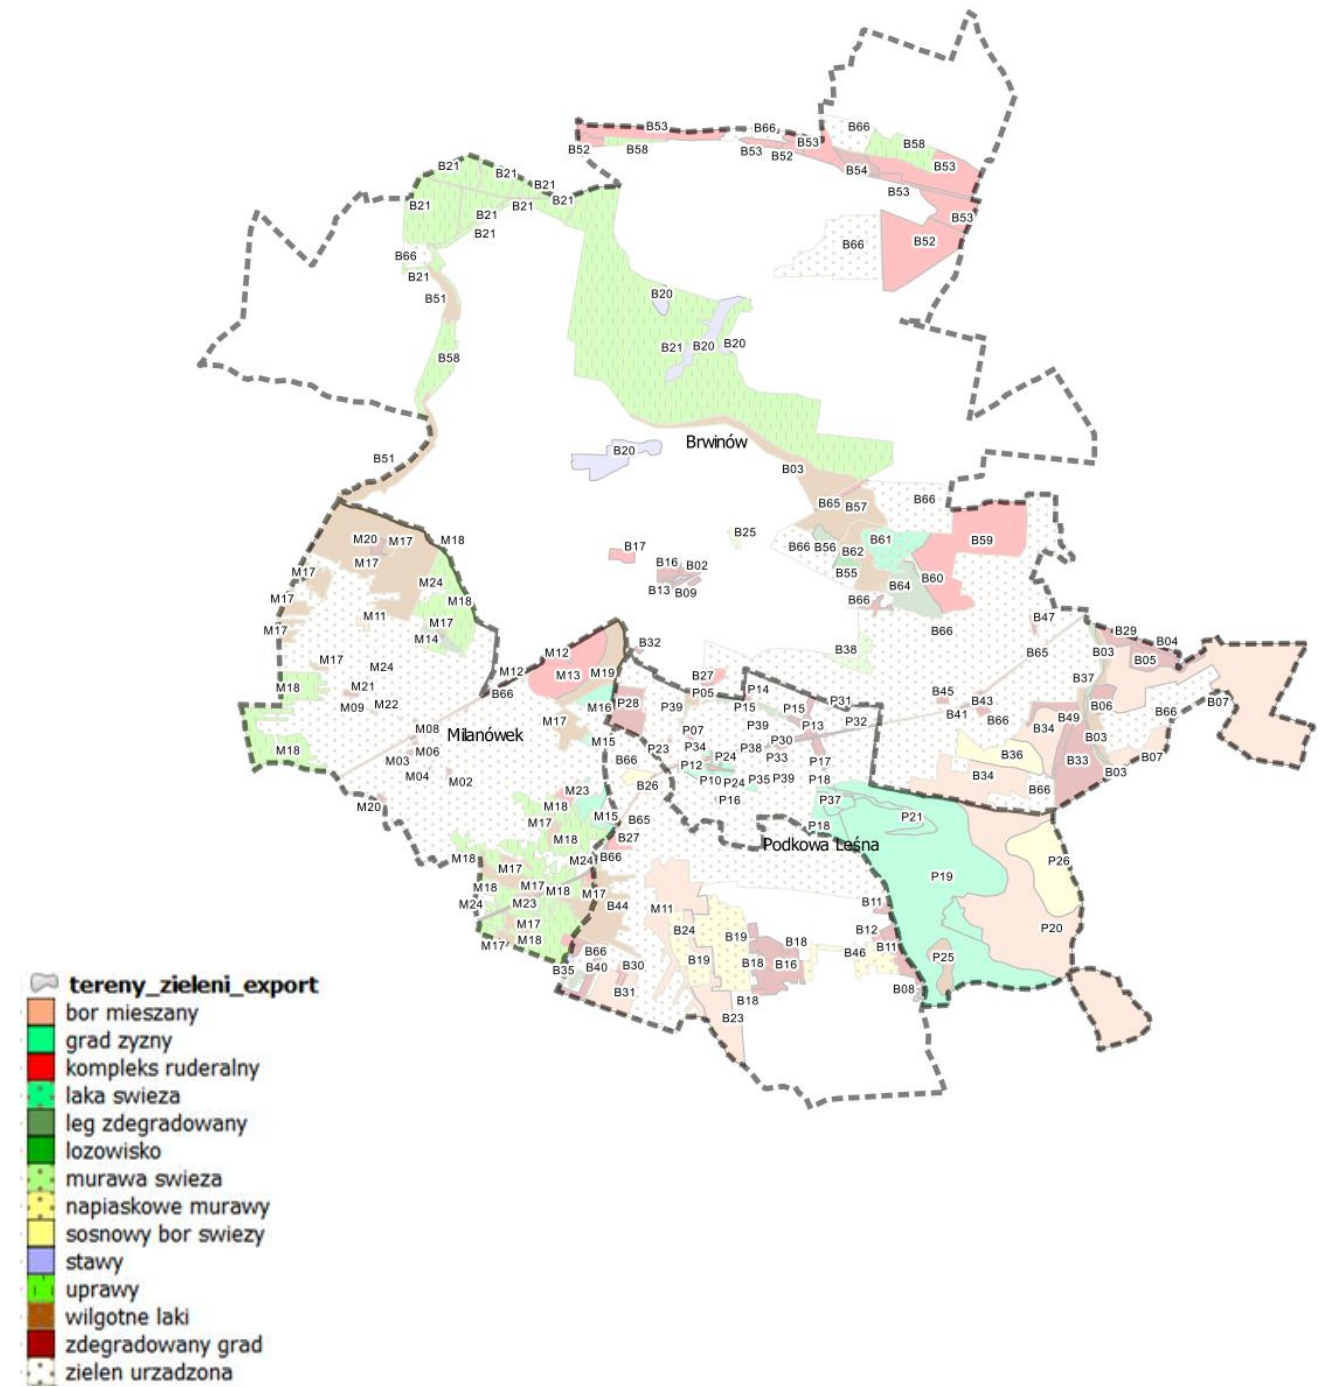 B53
B66
B66
B58
B52
B58
B53
B52
B53
B54
B53
B53
B53
B66
B52
B21
B21
B21
B21
B21
B21
B21
B21
B66
B21
B51
B20
B21
B20
B20
B58
Brwinów
B20
B51
B03
B65
B57
B66
B25
B66
B56
B61
B62
B59
B55
B64
B60
B17
B16
B02
B13
B09
B66
B66
B47
M20
M17
M18
M17
M17
M24
M17
M18
M11
M17
M17
M14
M17
M24
M18
M21
M09
M22
M12
M12
M13
M19
B66
M16
M08
M17
Milanówek
M06
M03
M04
M02
M15
M18
M20
B32
B38
B27
P05
P14
P28
P39
P15
P15
P31
P39
P13
P32
P07
P23
P34
P38
P30
P24
P33
P12
P17
P10
P24
P35
P39
P18
P16
P37
P18
P21
Podkowa Leśna
B65
B29
B04
B03
B05
B37
B45
B43
B41
B66
B06
B49
B34
B66
B07
B03
B36
B33
B07
B34
B03
B66
B66
B26
M23
M18
M15
B65
M17
M18
B27
B66
M24
M18
M17
M18
M17
M18
M17
M24
M23
B44
M11
M17
M18
M17
B66
B35
B40
B30
B31
B24
B19
B19
B18
B18
B16
B18
B23
B46
B11
B12
B11
B08
P19
P26
P20
P25
tereny_zieleni_export
bor mieszany
grad zyzny
kompleks ruderalny
laka swieza
leg zdegradowany
lozowisko
murawa swieza
napiaskowe murawy
sosnowy bor swiezy
stawy
uprawy
wilgotne laki
zdegradowany grad
zielen urzadzona